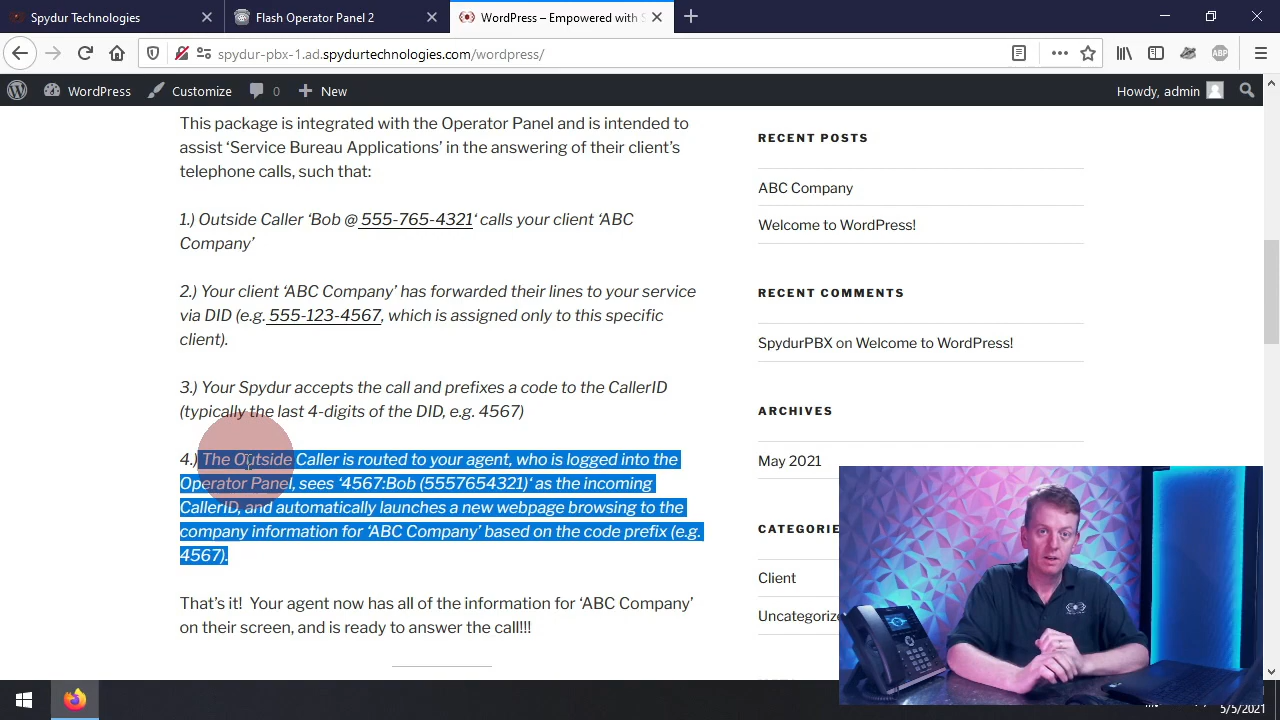 Spydur Technologies
Flash Operator Panel 2
WordPress – Empowered with S
spydur-pbx-1.ad.spydurtechnologies.com/wordpress/
ABP
WordPress
Customize
0
New
Howdy, admin
This package is integrated with the Operator Panel and is intended to
assist ‘Service Bureau Applications’ in the answering of their client’s
telephone calls, such that:
1.) Outside Caller ‘Bob @ 555-765-4321‘ calls your client ‘ABC
Company’
2.) Your client ‘ABC Company’ has forwarded their lines to your service
via DID (e.g. 555-123-4567, which is assigned only to this specific
client).
3.) Your Spydur accepts the call and prefixes a code to the CallerID
(typically the last 4-digits of the DID, e.g. 4567)
4.) The Outside Caller is routed to your agent, who is logged into the
Operator Panel, sees ‘4567:Bob (5557654321)‘ as the incoming
CallerID, and automatically launches a new webpage browsing to the
company information for ‘ABC Company’ based on the code prefix (e.g.
4567).
That’s it!  Your agent now has all of the information for ‘ABC Company’
on their screen, and is ready to answer the call!!!
RECENT POSTS
ABC Company
Welcome to WordPress!
RECENT COMMENTS
SpydurPBX on Welcome to WordPress!
ARCHIVES
May 2021
CATEGORIE
Client
Uncategorize
5/5/2021